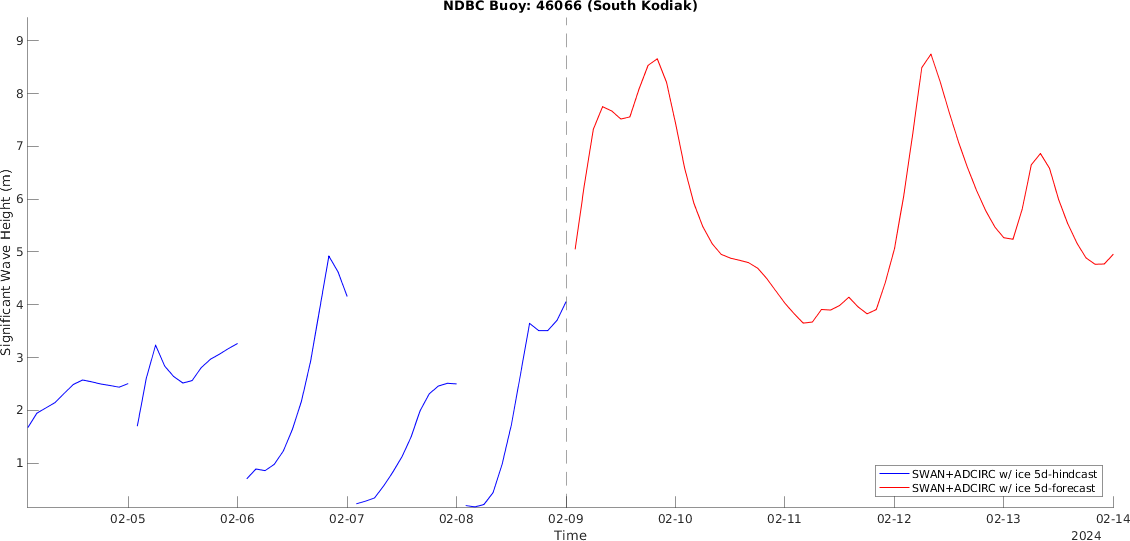 NDBC Buoy: 46066 (South Kodiak)
Significant Wave Height (m)
9
8
7
6
5
4
3
2
1
SWAN+ADCIRC w/ ice 5d-hindcast
SWAN+ADCIRC w/ ice 5d-forecast
02-05 02-06 02-07 02-08 02-09 02-10 02-11 02-12 02-13 02-14
Time
2024